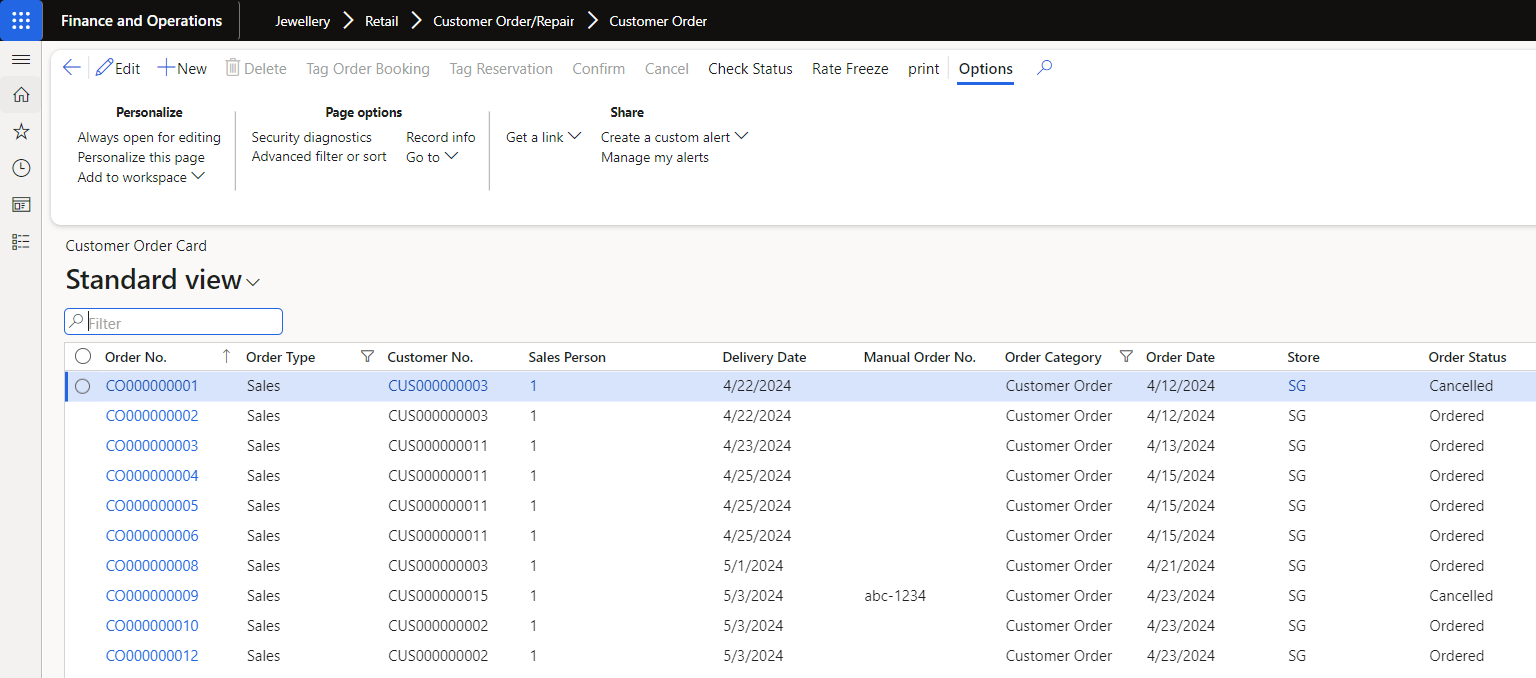 Finance and Operations Jewellery Retail Customer Order/Repair Customer Order
Edit New Delete Tag Order Booking Tag Reservation Confirm Cancel Check Status Rate Freeze print Options
Personalize Page options Share
Always open for editing Security diagnostics Record info Get a link Create a custom alert
Personalize this page Advanced filter or sort Go to Manage my alerts
Add to workspace
Customer Order Card
Standard view
Filter
Order No. Order Type Customer No. Sales Person Delivery Date Manual Order No. Order Category Order Date Store Order Status
CO000000001 Sales CUS000000003 1 4/22/2024 Customer Order 4/12/2024 SG Cancelled
CO000000002 Sales CUS000000003 1 4/22/2024 Customer Order 4/12/2024 SG Ordered
CO000000003 Sales CUS000000011 1 4/23/2024 Customer Order 4/13/2024 SG Ordered
CO000000004 Sales CUS000000011 1 4/25/2024 Customer Order 4/15/2024 SG Ordered
CO000000005 Sales CUS000000011 1 4/25/2024 Customer Order 4/15/2024 SG Ordered
CO000000006 Sales CUS000000011 1 4/25/2024 Customer Order 4/15/2024 SG Ordered
CO000000008 Sales CUS000000003 1 5/1/2024 Customer Order 4/21/2024 SG Ordered
CO000000009 Sales CUS000000015 1 5/3/2024 abc-1234 Customer Order 4/23/2024 SG Cancelled
CO000000010 Sales CUS000000002 1 5/3/2024 Customer Order 4/23/2024 SG Ordered
CO000000012 Sales CUS000000002 1 5/3/2024 Customer Order 4/23/2024 SG Ordered